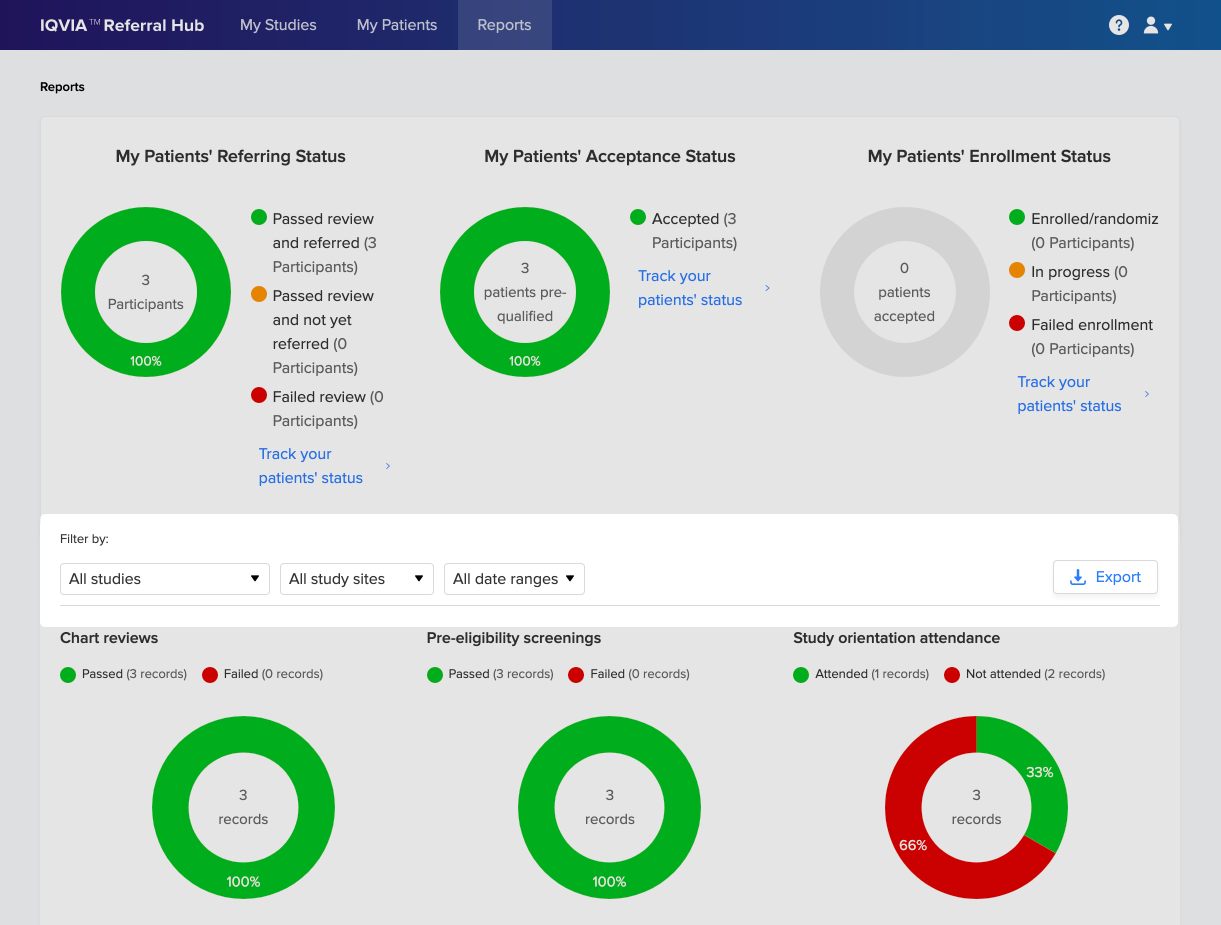 IQVIA™ Referral Hub
My Studies
My Patients
Reports
?
Reports
My Patients' Referring Status
3
Participants
100%
Passed review
and referred (3
Participants)
Passed review
and not yet
referred (0
Participants)
Failed review (0
Participants)
Track your
patients' status
My Patients' Acceptance Status
3
patients pre-
qualified
100%
Accepted (3
Participants)
Track your
patients' status
My Patients' Enrollment Status
0
patients
accepted
Enrolled/randomiz
(0 Participants)
In progress (0
Participants)
Failed enrollment
(0 Participants)
Track your
patients' status
Filter by:
All studies
All study sites
All date ranges
Export
Chart reviews
Passed (3 records)
Failed (0 records)
3
records
100%
Pre-eligibility screenings
Passed (3 records)
Failed (0 records)
3
records
100%
Study orientation attendance
Attended (1 records)
Not attended (2 records)
33%
3
records
66%